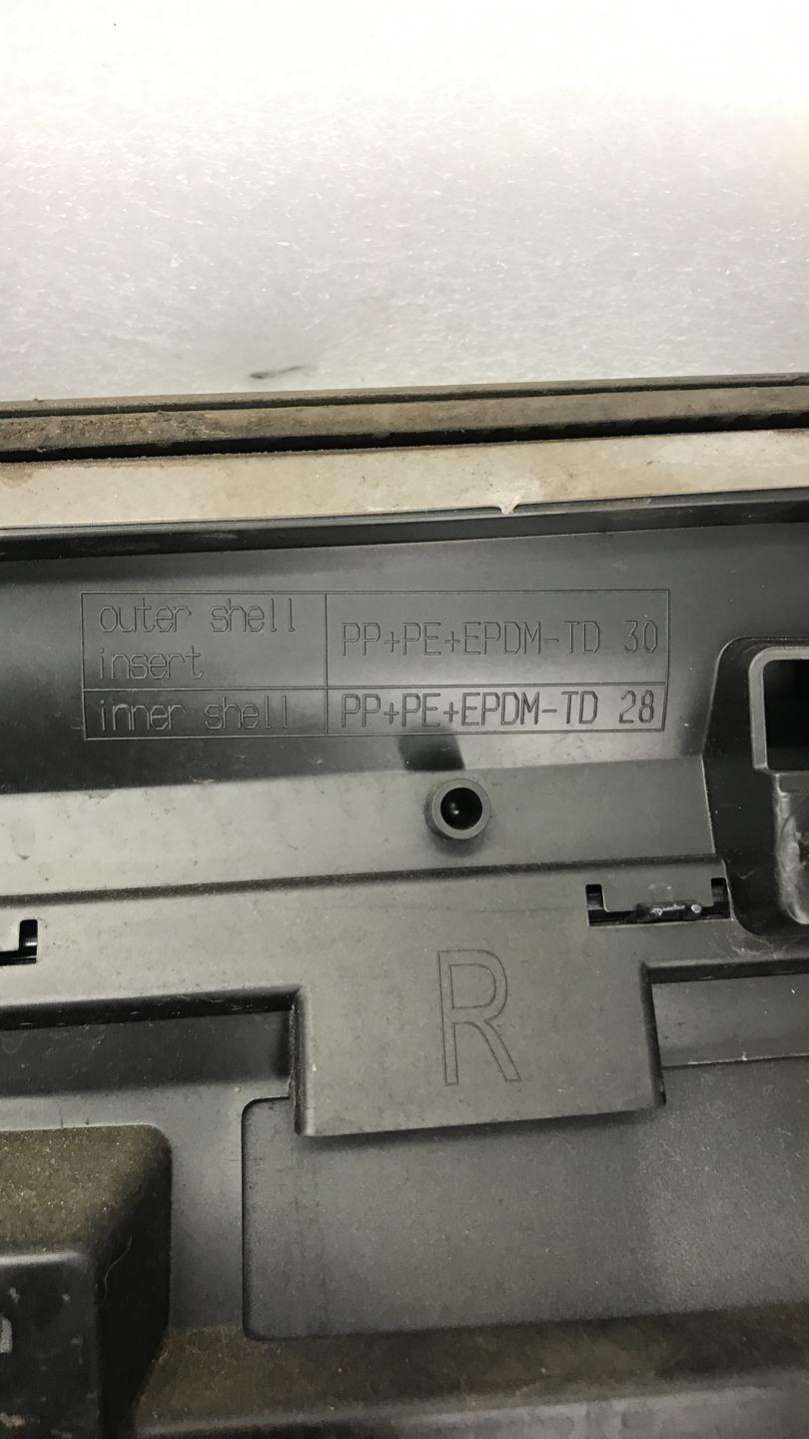 outer shell
insert
PP+PE+EPDM-TD 30
inner shell PP+PE+EPDM-TD 28
R